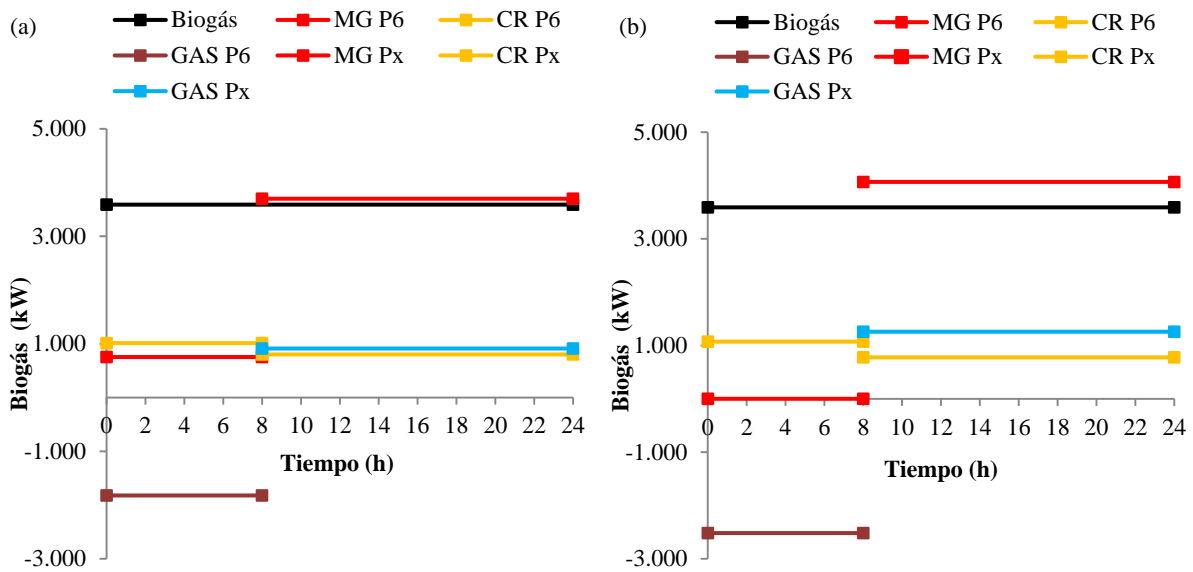 (a)
Biogás MG P6 CR P6
GAS P6 MG Px CR Px
GAS Px
5.000
3.000
1.000
-1.000
-3.000
0 2 4 6 8 10 12 14 16 18 20 22 24
Biogás (kW)
Tiempo (h)
(b)
Biogás MG P6 CR P6
GAS P6 MG Px CR Px
GAS Px
5.000
3.000
1.000
-1.000
-3.000
0 2 4 6 8 10 12 14 16 18 20 22 24
Biogás (kW)
Tiempo (h)